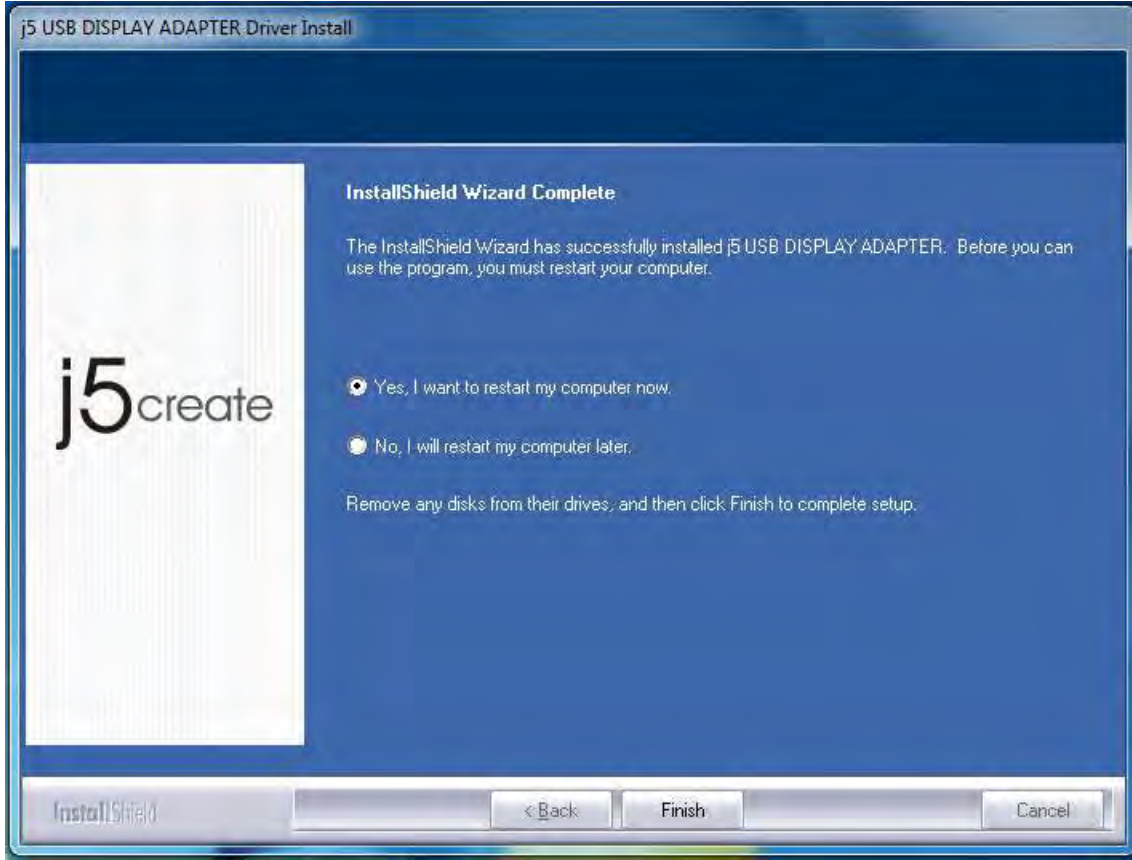 j5 USB DISPLAY ADAPTER Driver Install
InstallShield Wizard Complete
The InstallShield Wizard has successfully installed j5 USB DISPLAY ADAPTER. Before you can
use the program, you must restart your computer.
j5create
Yes, I want to restart my computer now.
No, I will restart my computer later.
Remove any disks from their drives, and then click Finish to complete setup.
InstallShield
< Back
Finish
Cancel